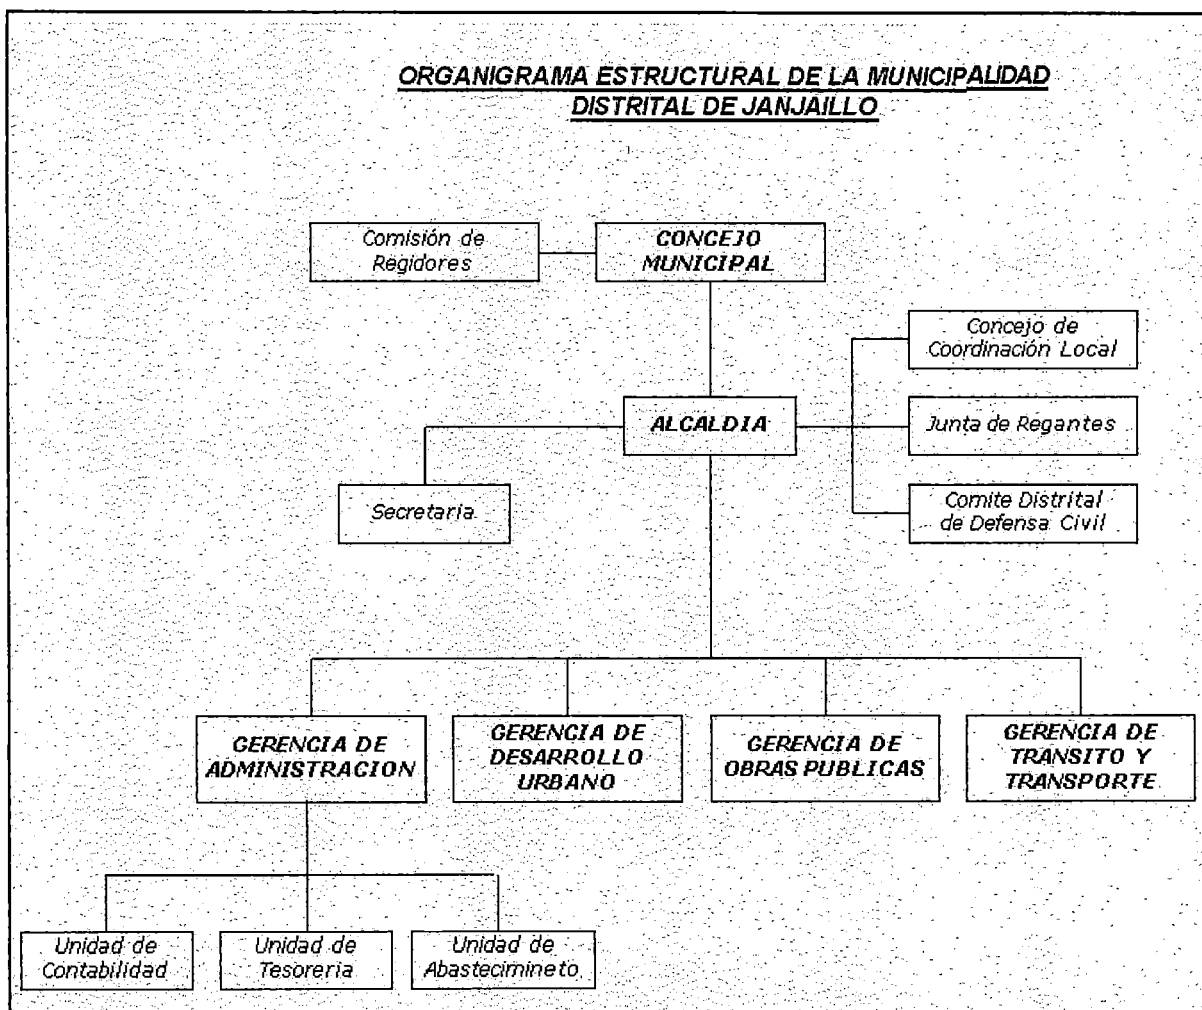 ORGANIGRAMA ESTRUCTURAL DE LA MUNICIPALIDAD
DISTRITAL DE JANJAILLO
Comisión de
Regidores
CONCEJO
MUNICIPAL
Concejo de
Coordinación Local
ALCALDIA
Junta de Regantes
Secretaria
Comite Distrital
de Defensa Civil
GERENCIA DE
ADMINISTRACION
GERENCIA DE
DESARROLLO
URBANO
GERENCIA DE
OBRAS PUBLICAS
GERENCIA DE
TRANSITO Y
TRANSPORTE
Unidad de
Contabilidad
Unidad de
Tesoreria
Unidad de
Abastecimineto